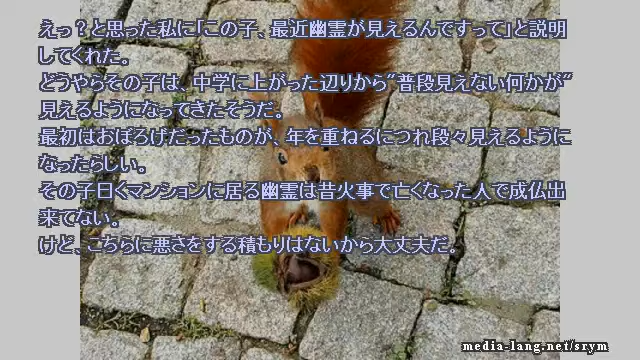 えっ？と思った私に「この子、最近幽霊が見えるんですって」と説明
してくれた。
どうやらその子は、中学に上がった辺りから”普段見えない何かが”
見えるようになってきたそうだ。
最初はおぼろげだったものが、年を重ねるにつれ段々見えるように
なったらしい。
その子曰くマンションに居る幽霊は昔火事で亡くなった人で成仏出
来てない。
けど、こちらに悪さをする積もりはないから大丈夫だ。
media-lang.net/srym